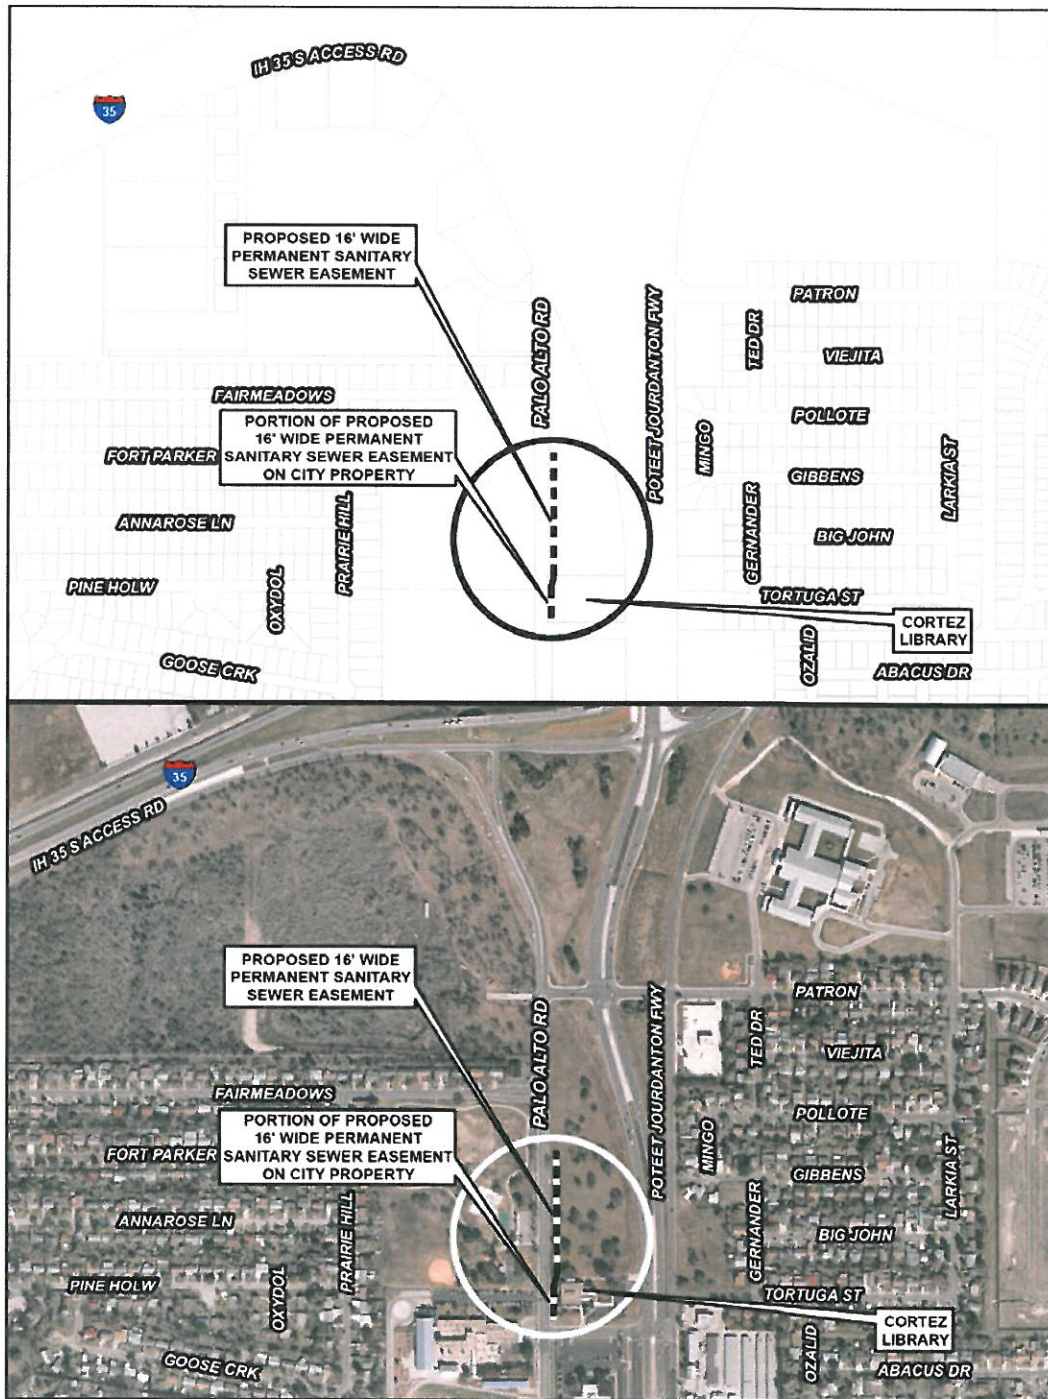 IH 35 S ACCESS RD
35
PROPOSED 16' WIDE
PERMANENT SANITARY
SEWER EASEMENT
PALO ALTO RD
POTEET JOURDANTON FWY
PATRON
TED DR
VIEJITA
FAIRMEADOWS
POLLOTE
PORTION OF PROPOSED
16' WIDE PERMANENT
SANITARY SEWER EASEMENT
ON CITY PROPERTY
MINGO
LARKIA ST
FORT PARKER
GIBBENS
ANNAROSE LN
PRAIRIE HILL
GERNANDER
BIG JOHN
PINE HOLW
OXYDOL
TORTUGA ST
CORTEZ
LIBRARY
OZALID
GOOSE CRK
ABACUS DR
35
IH 35 S ACCESS RD
PROPOSED 16' WIDE
PERMANENT SANITARY
SEWER EASEMENT
PALO ALTO RD
POTEET JOURDANTON FWY
PATRON
TED DR
VIEJITA
FAIRMEADOWS
POLLOTE
PORTION OF PROPOSED
16' WIDE PERMANENT
SANITARY SEWER EASEMENT
ON CITY PROPERTY
MINGO
LARKIA ST
FORT PARKER
GIBBENS
ANNAROSE LN
PRAIRIE HILL
GERNANDER
BIG JOHN
PINE HOLW
OXYDOL
TORTUGA ST
CORTEZ
LIBRARY
OZALID
GOOSE CRK
ABACUS DR